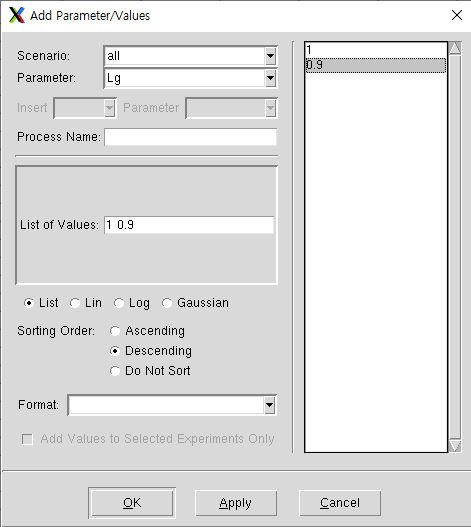 Add Parameter/Values
Scenario: all
Parameter: Lg
Insert Parameter
Process Name:
List of Values: 1 0.9
List Lin Log Gaussian
Sorting Order: Ascending
Descending
Do Not Sort
Format:
Add Values to Selected Experiments Only
1
0.9
OK Apply Cancel